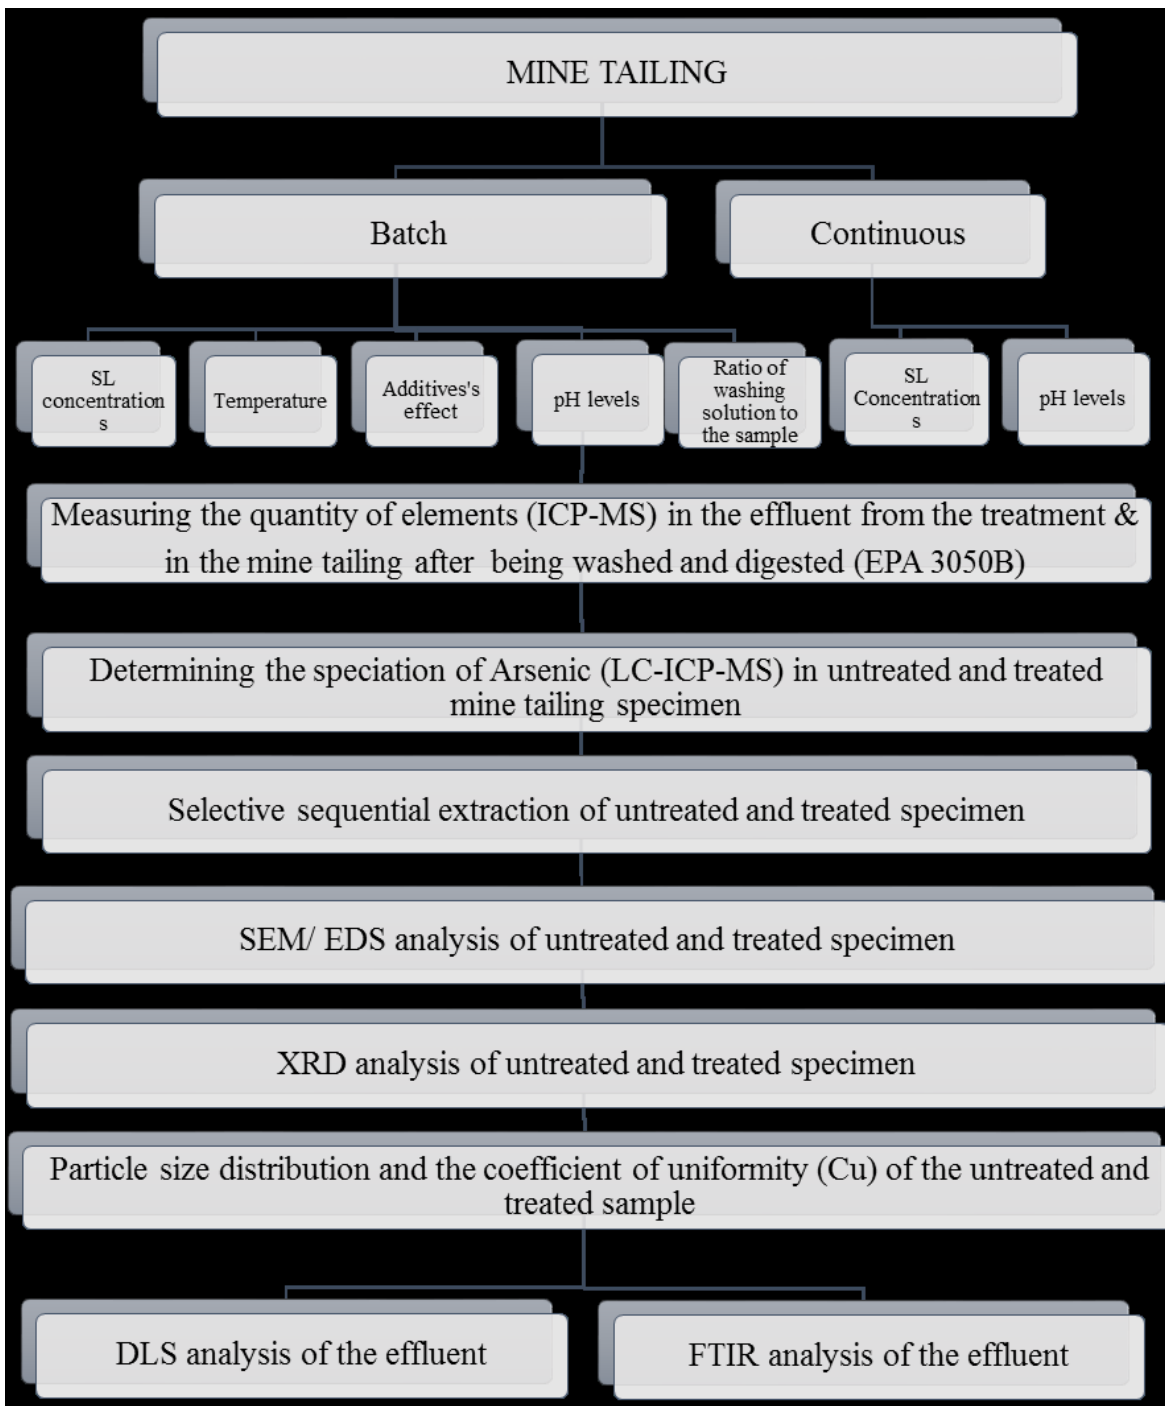 MINE TAILING
Batch
Continuous
SL
concentration
s
Temperature
Additives's
effect
pH levels
Ratio of
washing
solution to
the sample
SL
Concentration
s
pH levels
Measuring the quantity of elements (ICP-MS) in the effluent from the treatment &
in the mine tailing after being washed and digested (EPA 3050B)
Determining the speciation of Arsenic (LC-ICP-MS) in untreated and treated
mine tailing specimen
Selective sequential extraction of untreated and treated specimen
SEM/ EDS analysis of untreated and treated specimen
XRD analysis of untreated and treated specimen
Particle size distribution and the coefficient of uniformity (Cu) of the untreated and
treated sample
DLS analysis of the effluent
FTIR analysis of the effluent